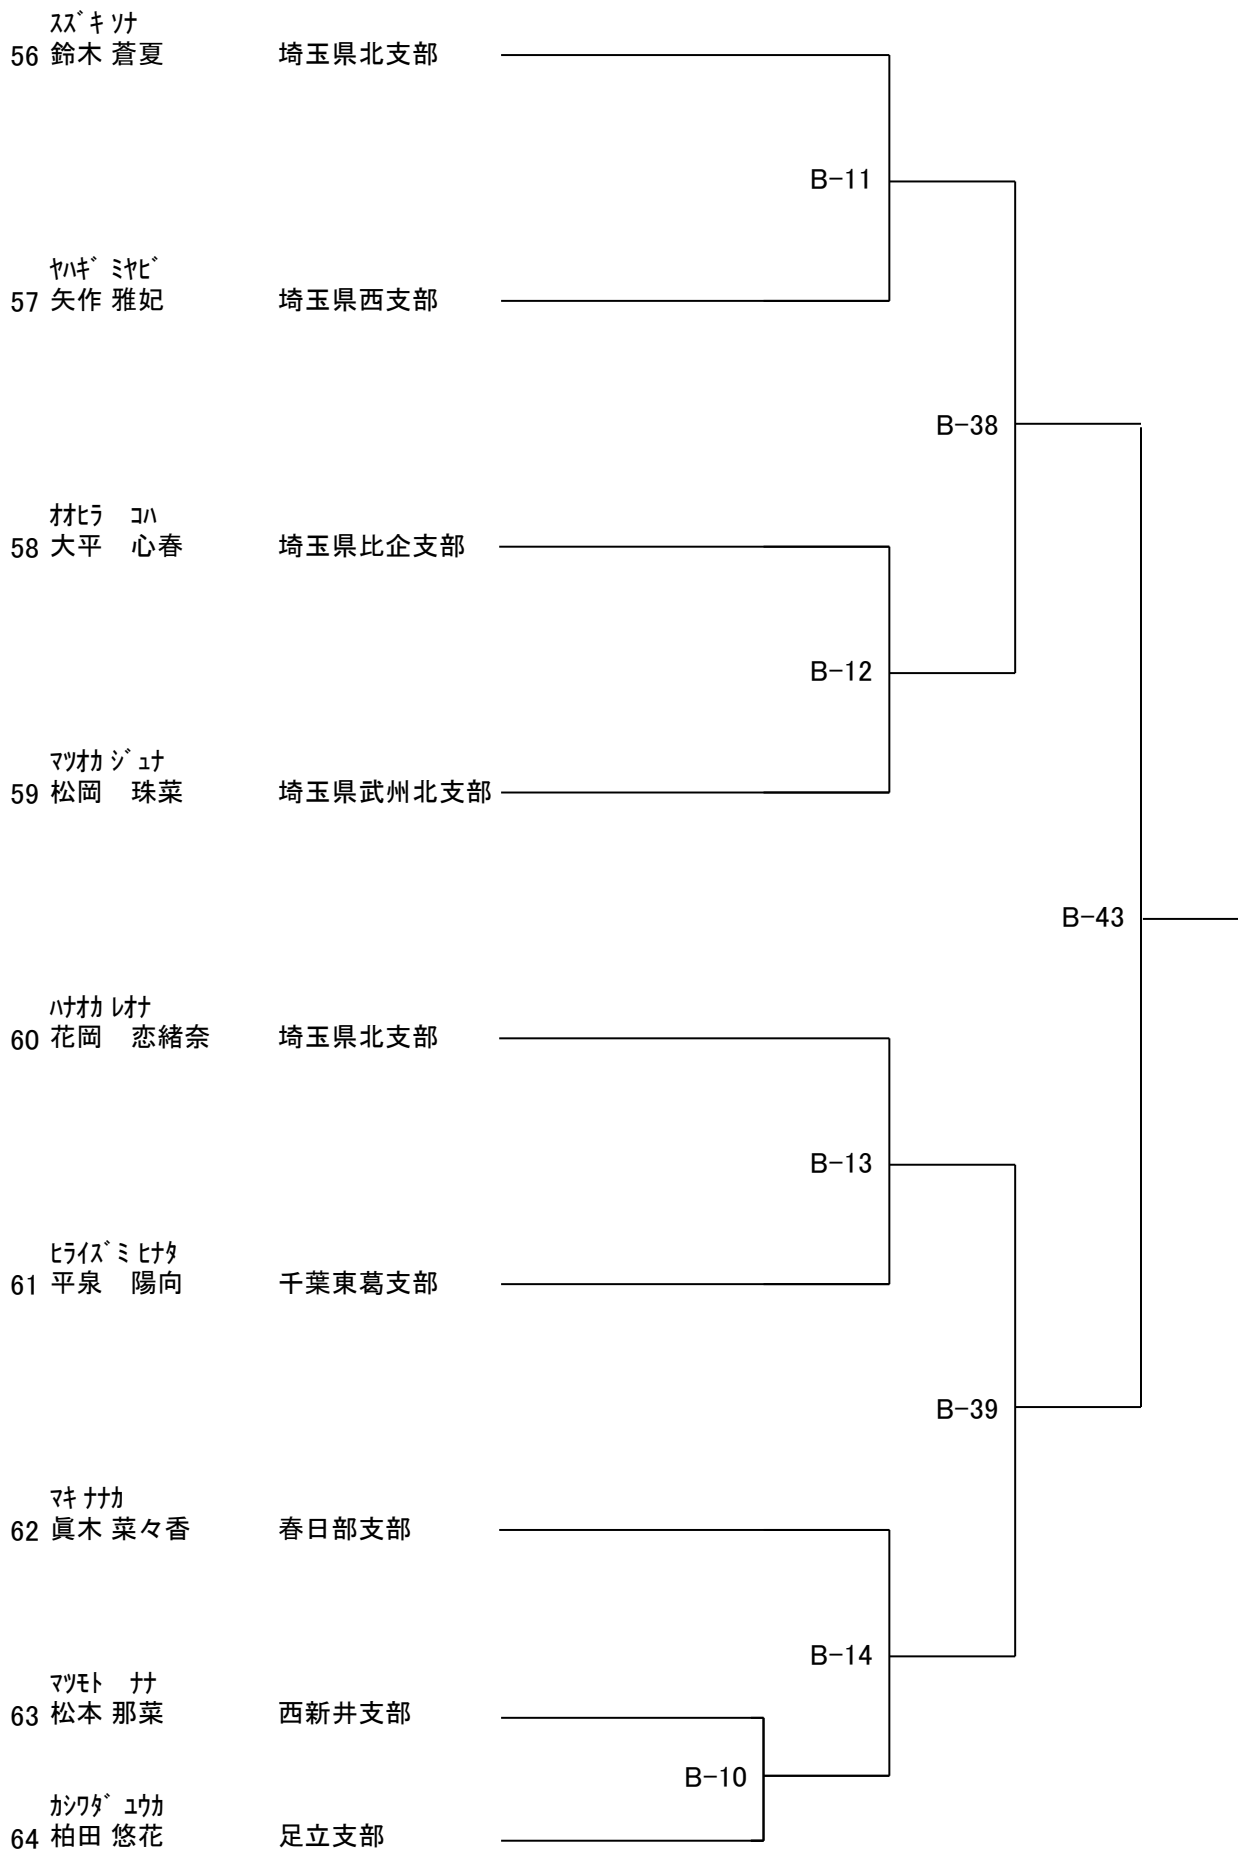 ｽｽﾞｷ ｿﾅ
56 鈴木 蒼夏 埼玉県北支部
B-11
ﾔﾊｷﾞ ﾐﾔﾋﾞ
57 矢作 雅妃 埼玉県西支部
B-38
ｵｵﾋﾗ　ｺﾊ
58 大平　心春 埼玉県比企支部
B-12
ﾏﾂｵｶ ｼﾞｭﾅ
59 松岡　珠菜 埼玉県武州北支部
B-43
ﾊﾅｵｶ ﾚｵﾅ
60 花岡　恋緒奈 埼玉県北支部
B-13
ﾋﾗｲｽﾞﾐ ﾋﾅﾀ
61 平泉　陽向 千葉東葛支部
B-39
ﾏｷ ﾅﾅｶ
62 眞木 菜々香 春日部支部
B-14
ﾏﾂﾓﾄ　ﾅﾅ
63 松本 那菜 西新井支部
B-10
ｶｼﾜﾀﾞ ﾕｳｶ
64 柏田 悠花 足立支部